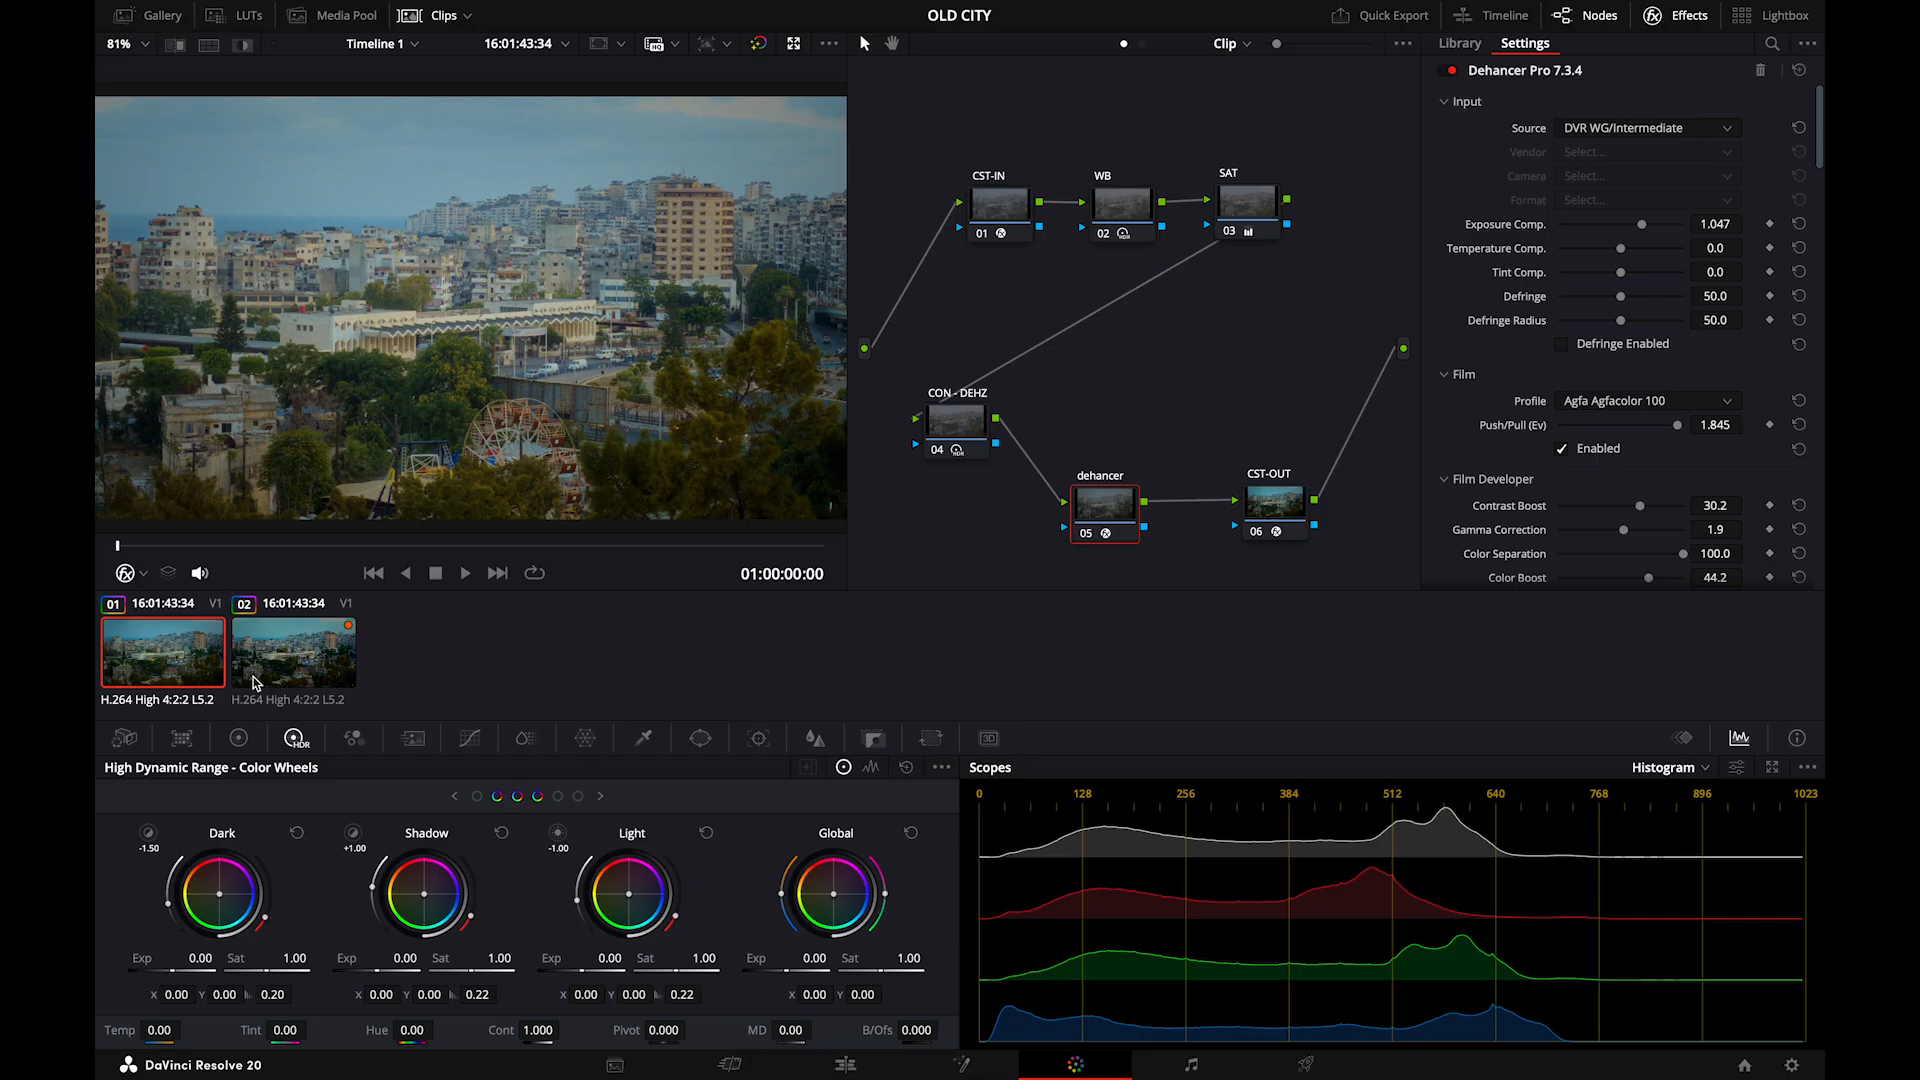 Gallery LUTs Media Pool Clips OLD CITY Quick Export Timeline Nodes Effects Lightbox
81% Timeline 1 16:01:43:34 HQ Clip Library Settings
Dehancer Pro 7.3.4
Input
Source DVR WG/Intermediate
Vendor Select...
Camera Select...
Format Select...
Exposure Comp. 1.047
Temperature Comp. 0.0
Tint Comp. 0.0
Defringe 50.0
Defringe Radius 50.0
Defringe Enabled
Film
Profile Agfa Agfacolor 100
Push/Pull (Ev) 1.845
Enabled
Film Developer
Contrast Boost 30.2
Gamma Correction 1.9
Color Separation 100.0
Color Boost 44.2
CST-IN WB SAT
01 02 HDR 03
CON - DEHZ
04 HDR
dehancer CST-OUT
05 06
01:00:00:00
01 16:01:43:34 V1 02 16:01:43:34 V1
H.264 High 4:2:2 L5.2 H.264 High 4:2:2 L5.2
HDR 3D
High Dynamic Range - Color Wheels
Dark Shadow Light Global
-1.50 +1.00 -1.00
Exp 0.00 Sat 1.00 Exp 0.00 Sat 1.00 Exp 0.00 Sat 1.00 Exp 0.00 Sat 1.00
X 0.00 Y 0.00 0.20 X 0.00 Y 0.00 0.22 X 0.00 Y 0.00 0.22 X 0.00 Y 0.00
Temp 0.00 Tint 0.00 Hue 0.00 Cont 1.000 Pivot 0.000 MD 0.00 B/Ofs 0.000
Scopes Histogram
0 128 256 384 512 640 768 896 1023
DaVinci Resolve 20